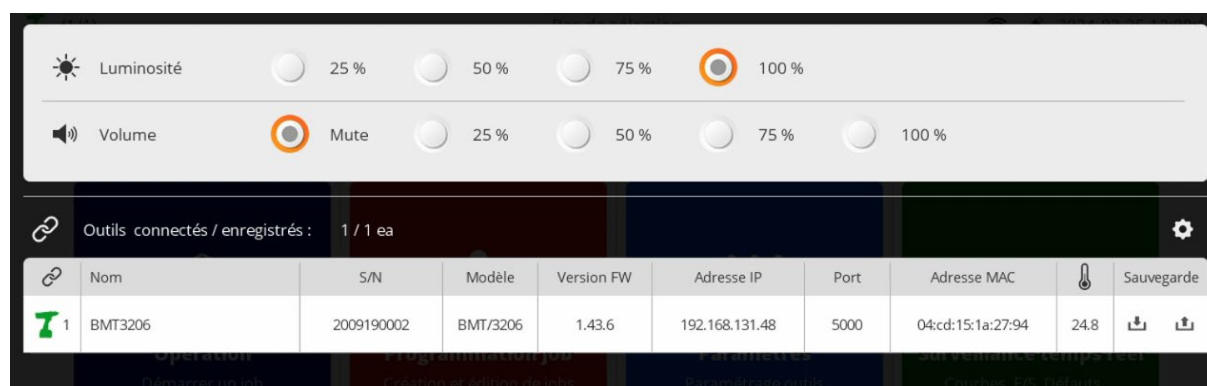 Luminosité 25 % 50 % 75 % 100 %
Volume Mute 25 % 50 % 75 % 100 %
Outils connectés / enregistrés : 1 / 1 ea
Nom S/N Modèle Version FW Adresse IP Port Adresse MAC Sauvegarde
1 BMT3206 2009190002 BMT/3206 1.43.6 192.168.131.48 5000 04:cd:15:1a:27:94 24.8
Opération Programmation job Paramètres Surveillance temps réel
Démarrer un job Création et édition de jobs Paramétrage outils Courbes, E/S, Défauts